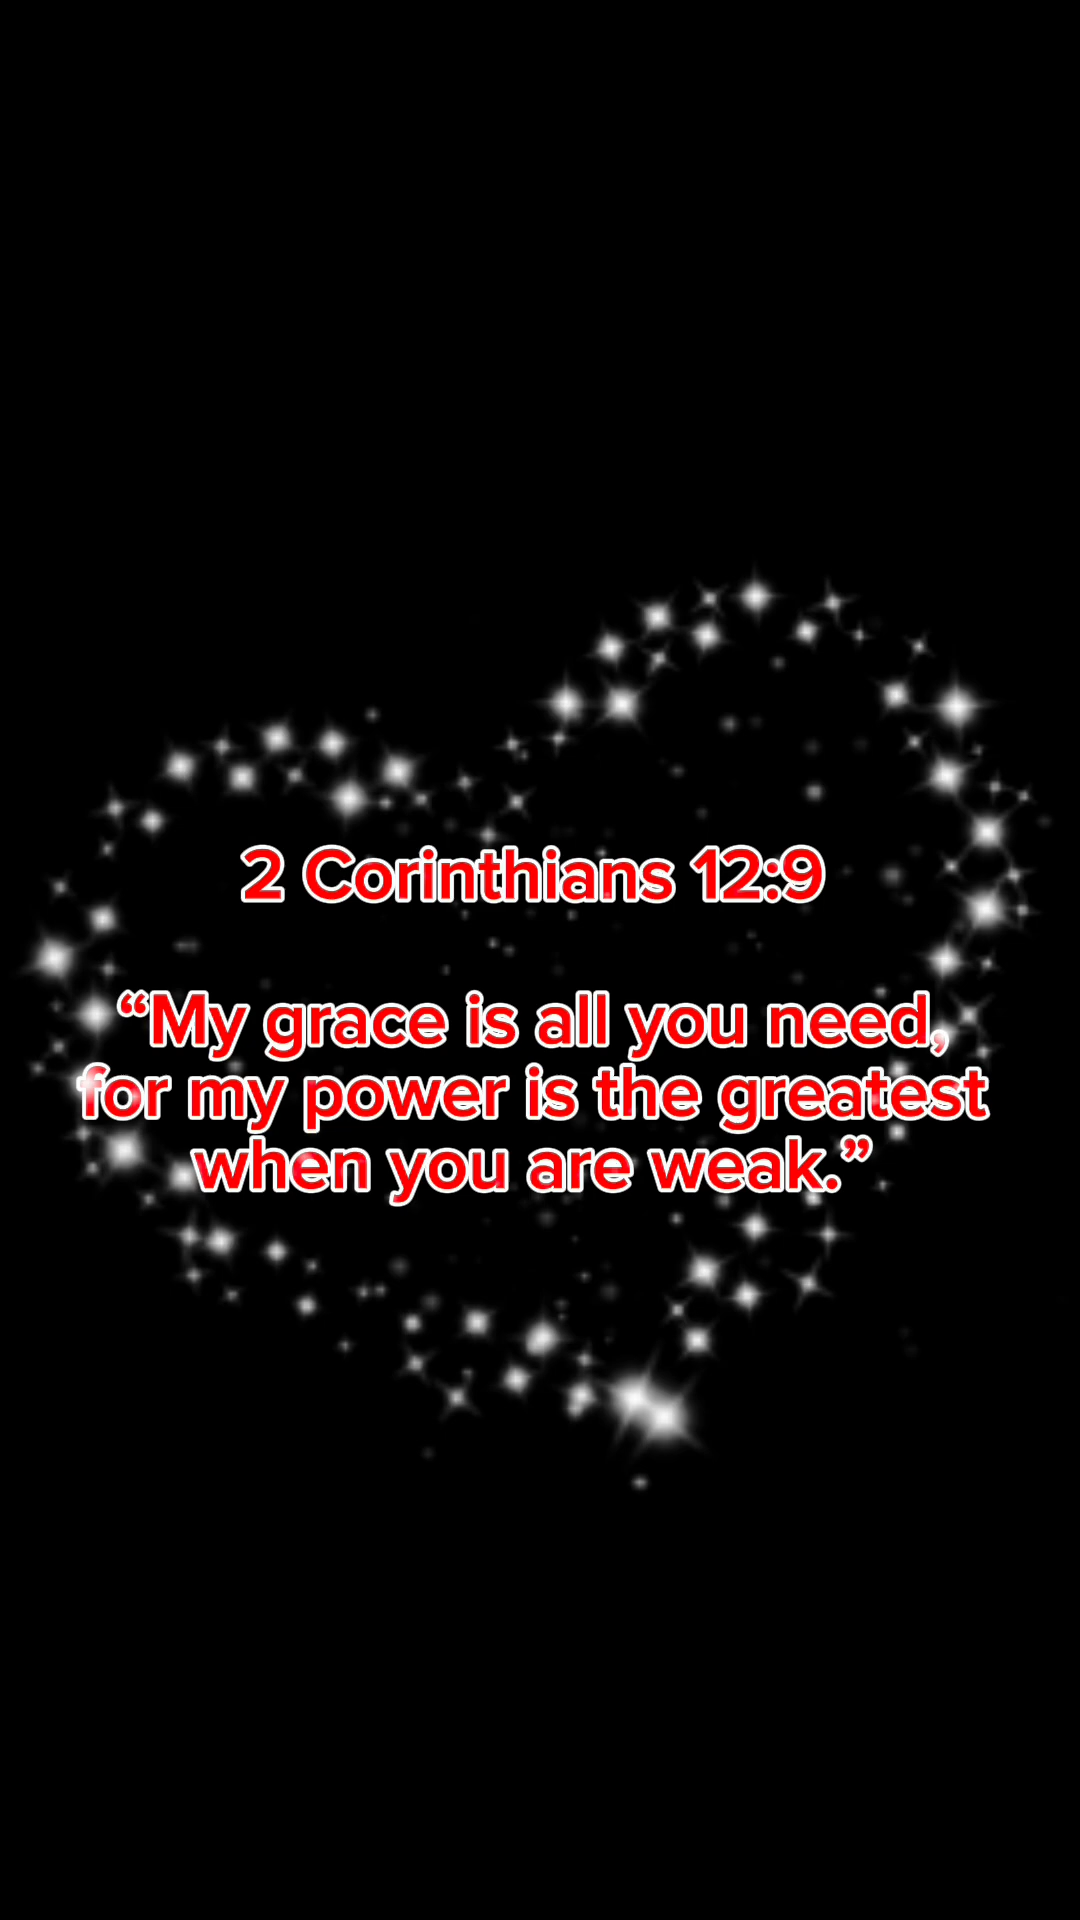 2 Corinthians 12:9
“My grace is all you need,
for my power is the greatest
when you are weak.”